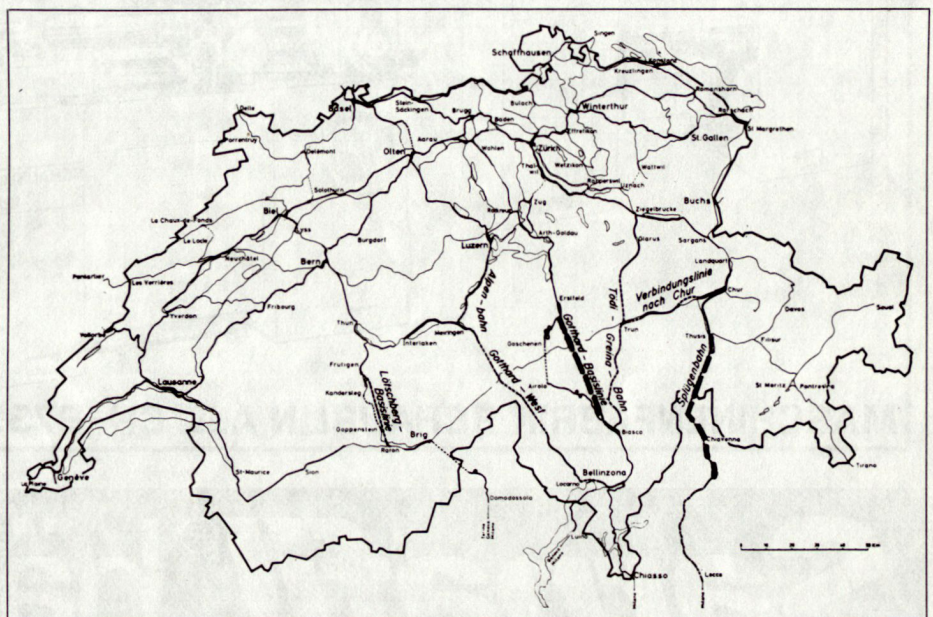 Singen
Schaffhausen
Konstanz
Kreuzlingen
Romanshorn
Delle
Basel
Stein-
Säckingen
Brugg
Bülach
Winterthur
Rorschach
Porrentruy
Baden
St. Margrethen
Aarau
Effretikon
St. Gallen
Delémont
Olten
Wohlen
Zürich
Thal-
wil
Wetzikon
Wattwil
Solothurn
Rapperswil
Uznach
Buchs
La Chaux-de-Fonds
Biel
Zug
Ziegelbrücke
Le Locle
Lyss
Luzern
Arth-Goldau
Glarus
Sargans
Neuchâtel
Bern
Burgdorf
Landquart
Pontarlier
Les Verrières
Alpen-bahn
Erstfeld
Verbindungslinie
nach Chur
Chur
Fribourg
Tödi-Greina Bahn
Davos
Yverdon
Thun
Meiringen
Göschenen
Gotthard-Basislinie
Trun
Thusis
Filisur
Vallorbe
Interlaken
Frutigen
Gotthard-West
Splügenbahn
St. Moritz
Pontresina
Lausanne
Kandersteg
Lötschberg-
Basislinie
Airolo
Goppenstein
Brig
Raron
Biasca
Chiavenna
Tirano
Genève
St-Maurice
Sion
Bellinzona
Locarno
Domodossola
Chiasso
Lecco